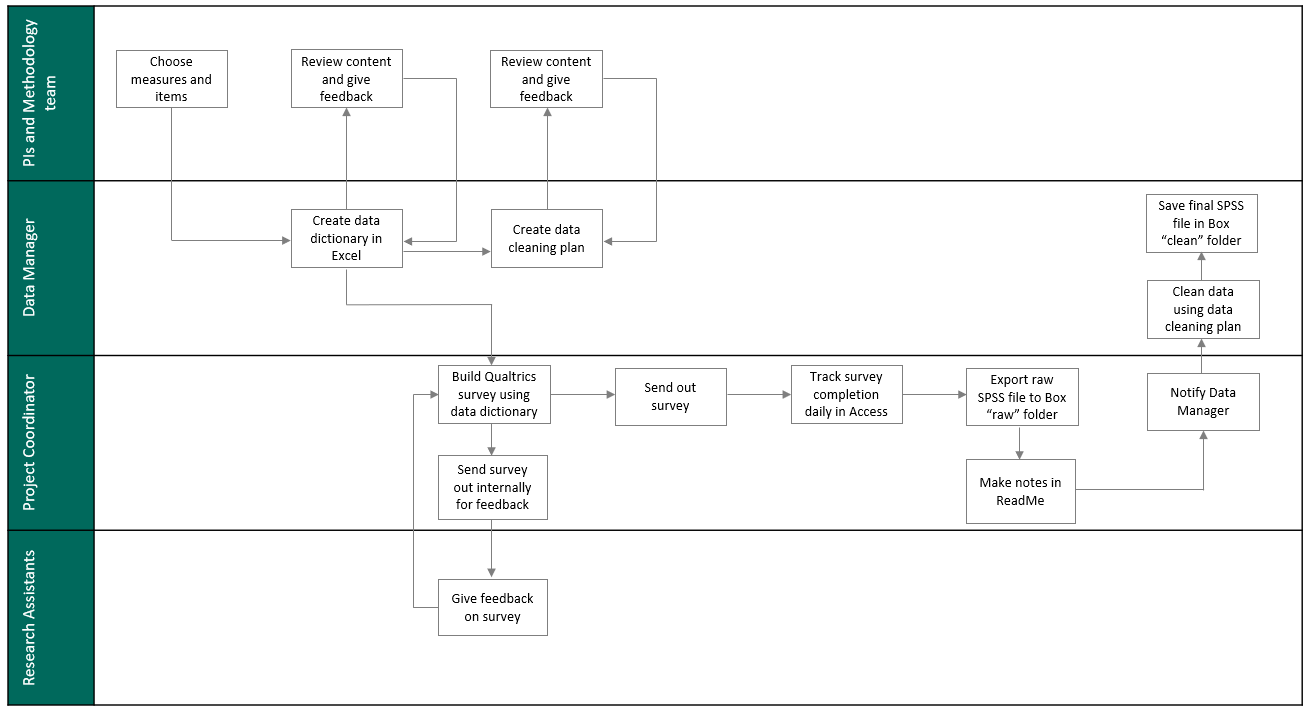 PIs and Methodology
team
Choose
measures and
items
Review content
and give
feedback
Review content
and give
feedback
Data Manager
Create data
dictionary in
Excel
Create data
cleaning plan
Save final SPSS
file in Box
“clean” folder
Clean data
using data
cleaning plan
Project Coordinator
Build Qualtrics
survey using
data dictionary
Send out
survey
Track survey
completion
daily in Access
Export raw
SPSS file to Box
“raw” folder
Notify Data
Manager
Send survey
out internally
for feedback
Make notes in
ReadMe
Research Assistants
Give feedback
on survey